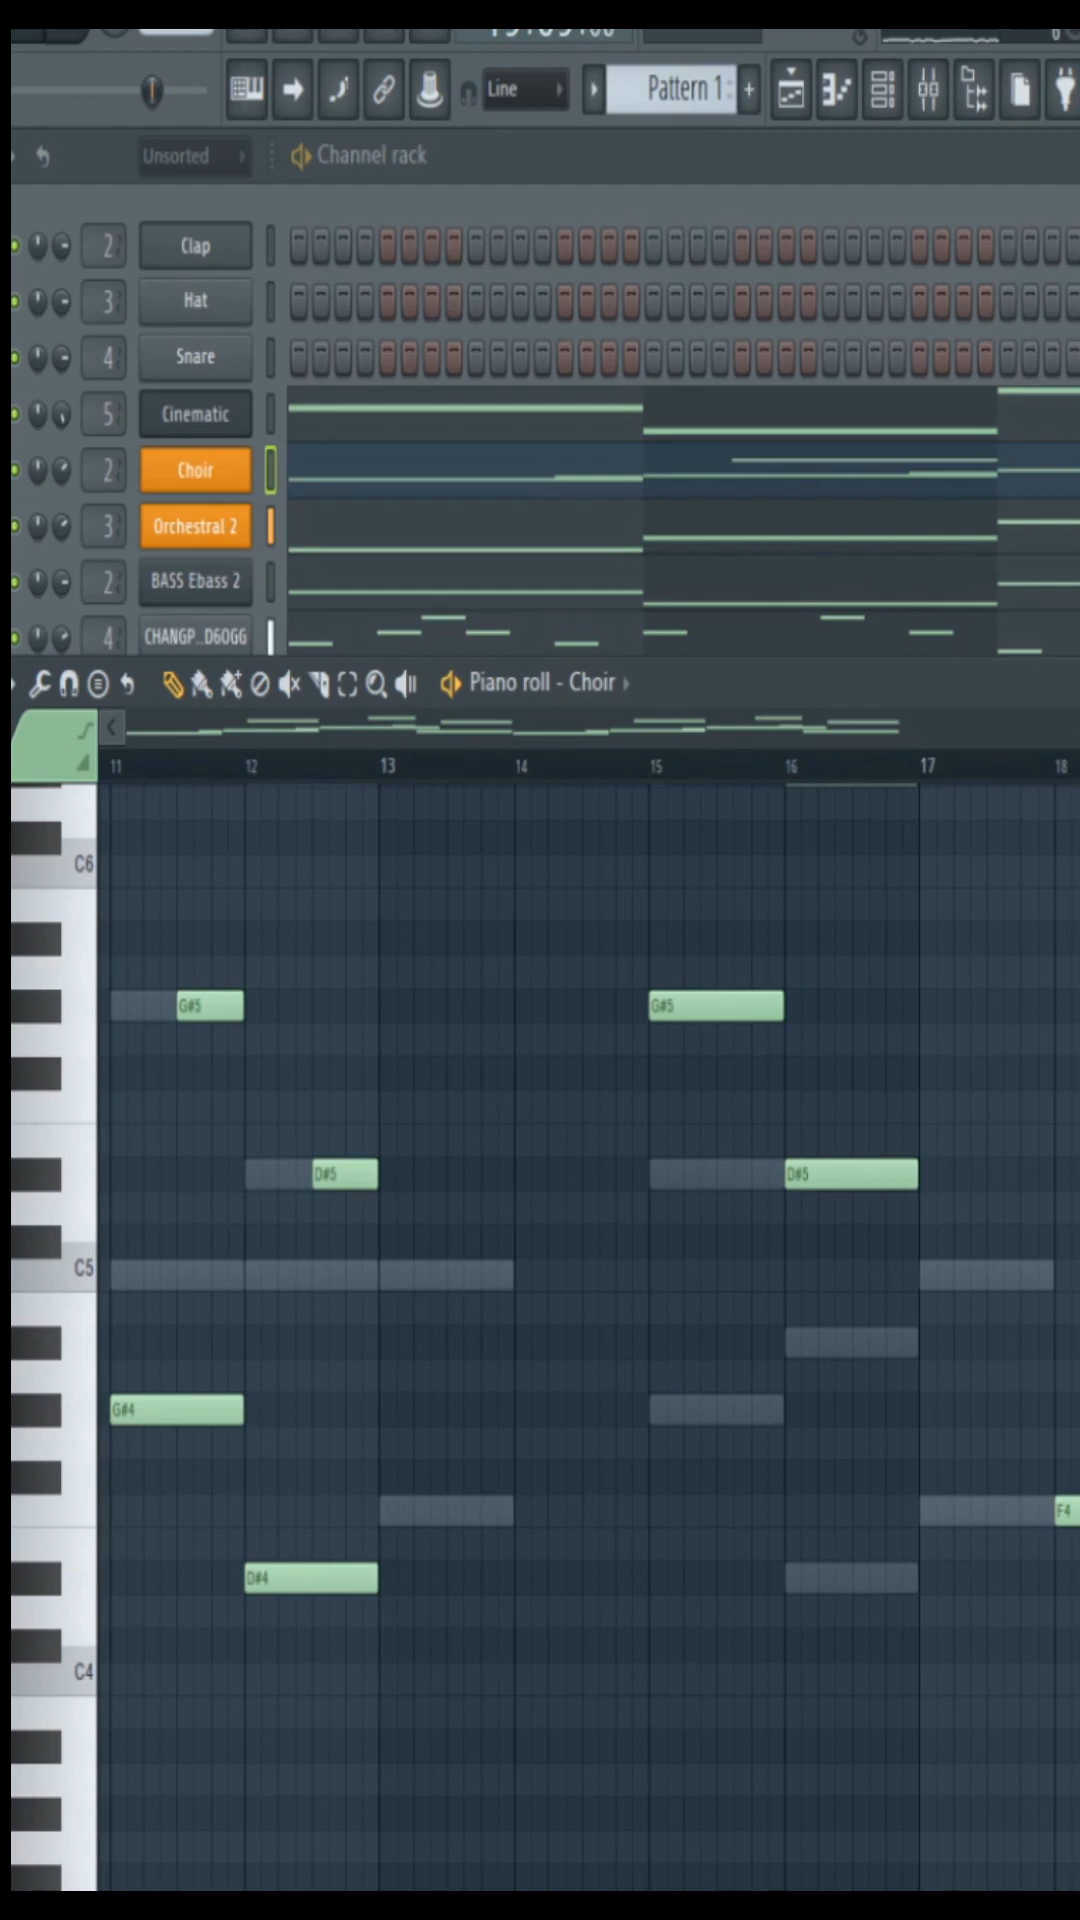 Line
Pattern 1
+
Unsorted
Channel rack
2 Clap
3 Hat
4 Snare
5 Cinematic
2 Choir
3 Orchestral 2
2 BASS Ebass 2
4 CHANGP..D6OGG
Piano roll - Choir
11 12 13 14 15 16 17 18
C6
G#5 G#5
D#5 D#5
C5
G#4
F4
D#4
C4